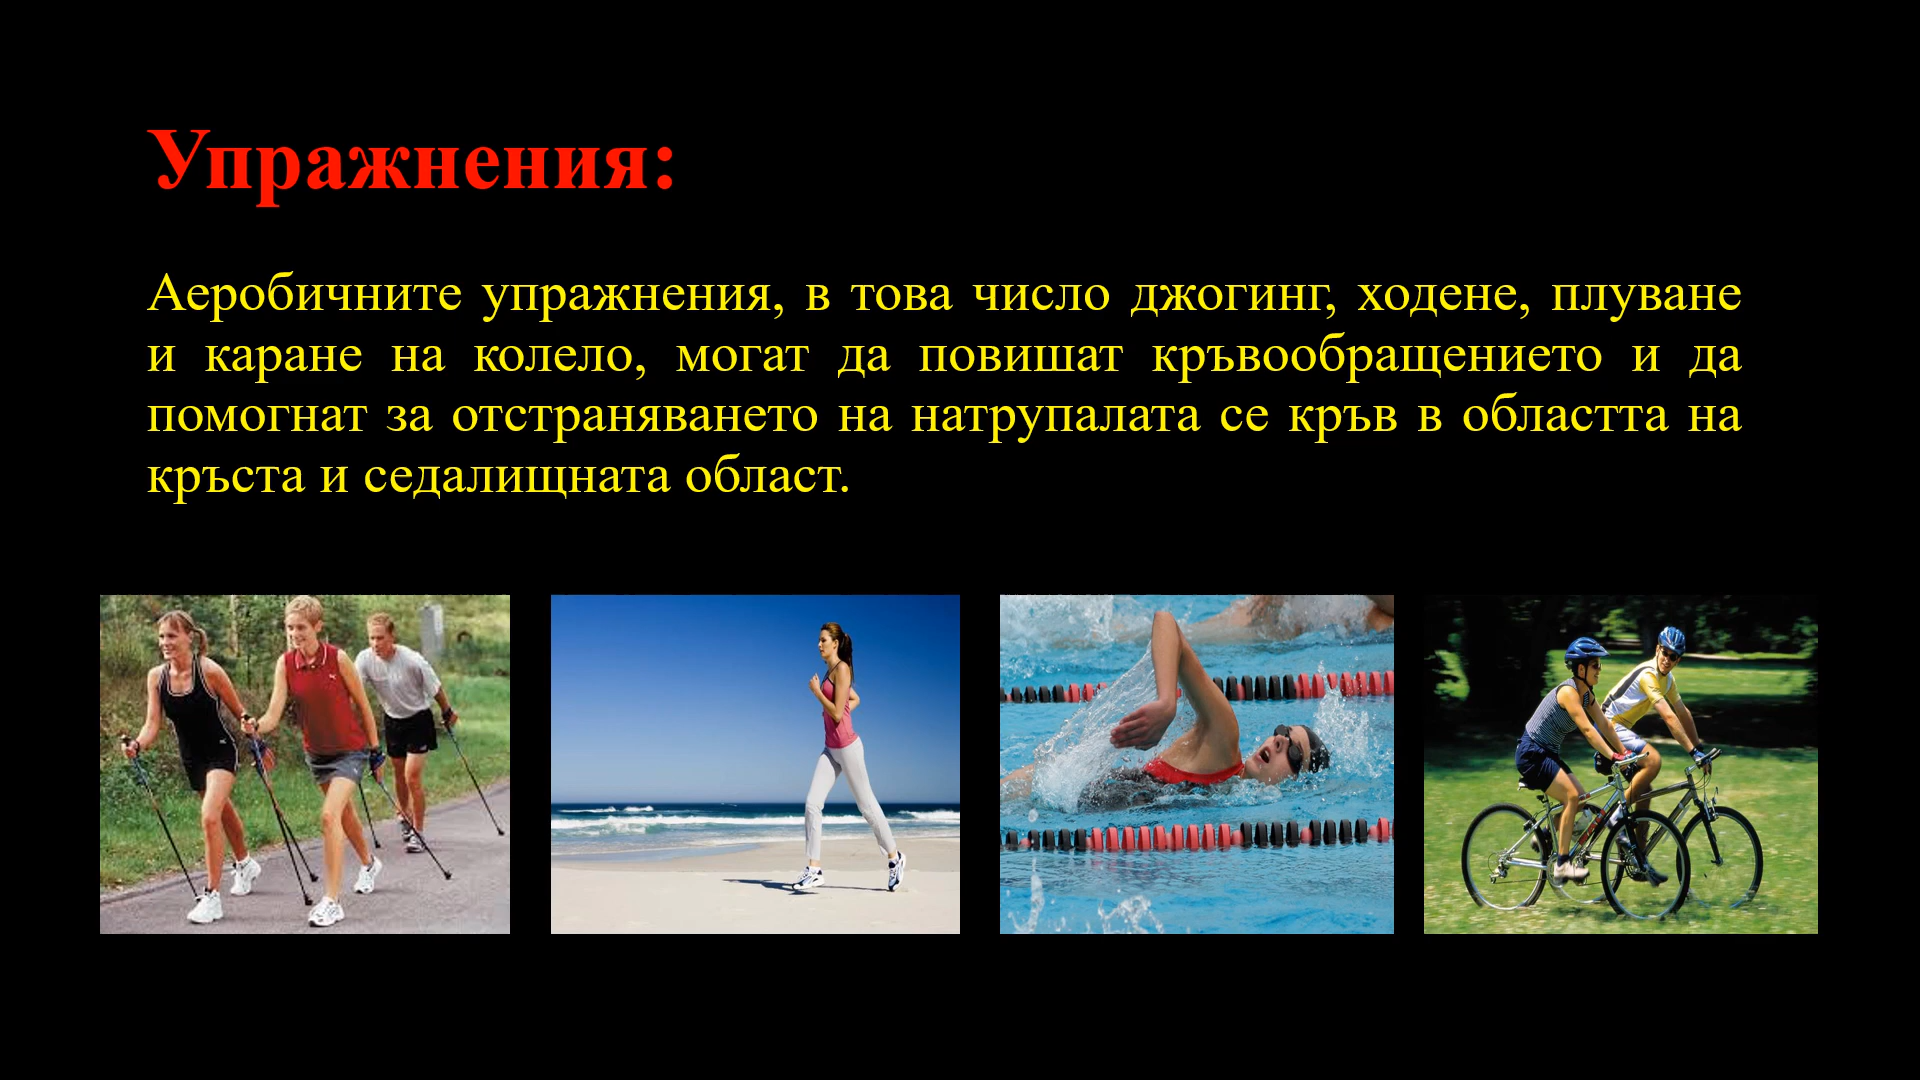 Упражнения:
Аеробичните упражнения, в това число джогинг, ходене, плуване
и каране на колело, могат да повишат кръвообращението и да
помогнат за отстраняването на натрупалата се кръв в областта на
кръста и седалищната област.